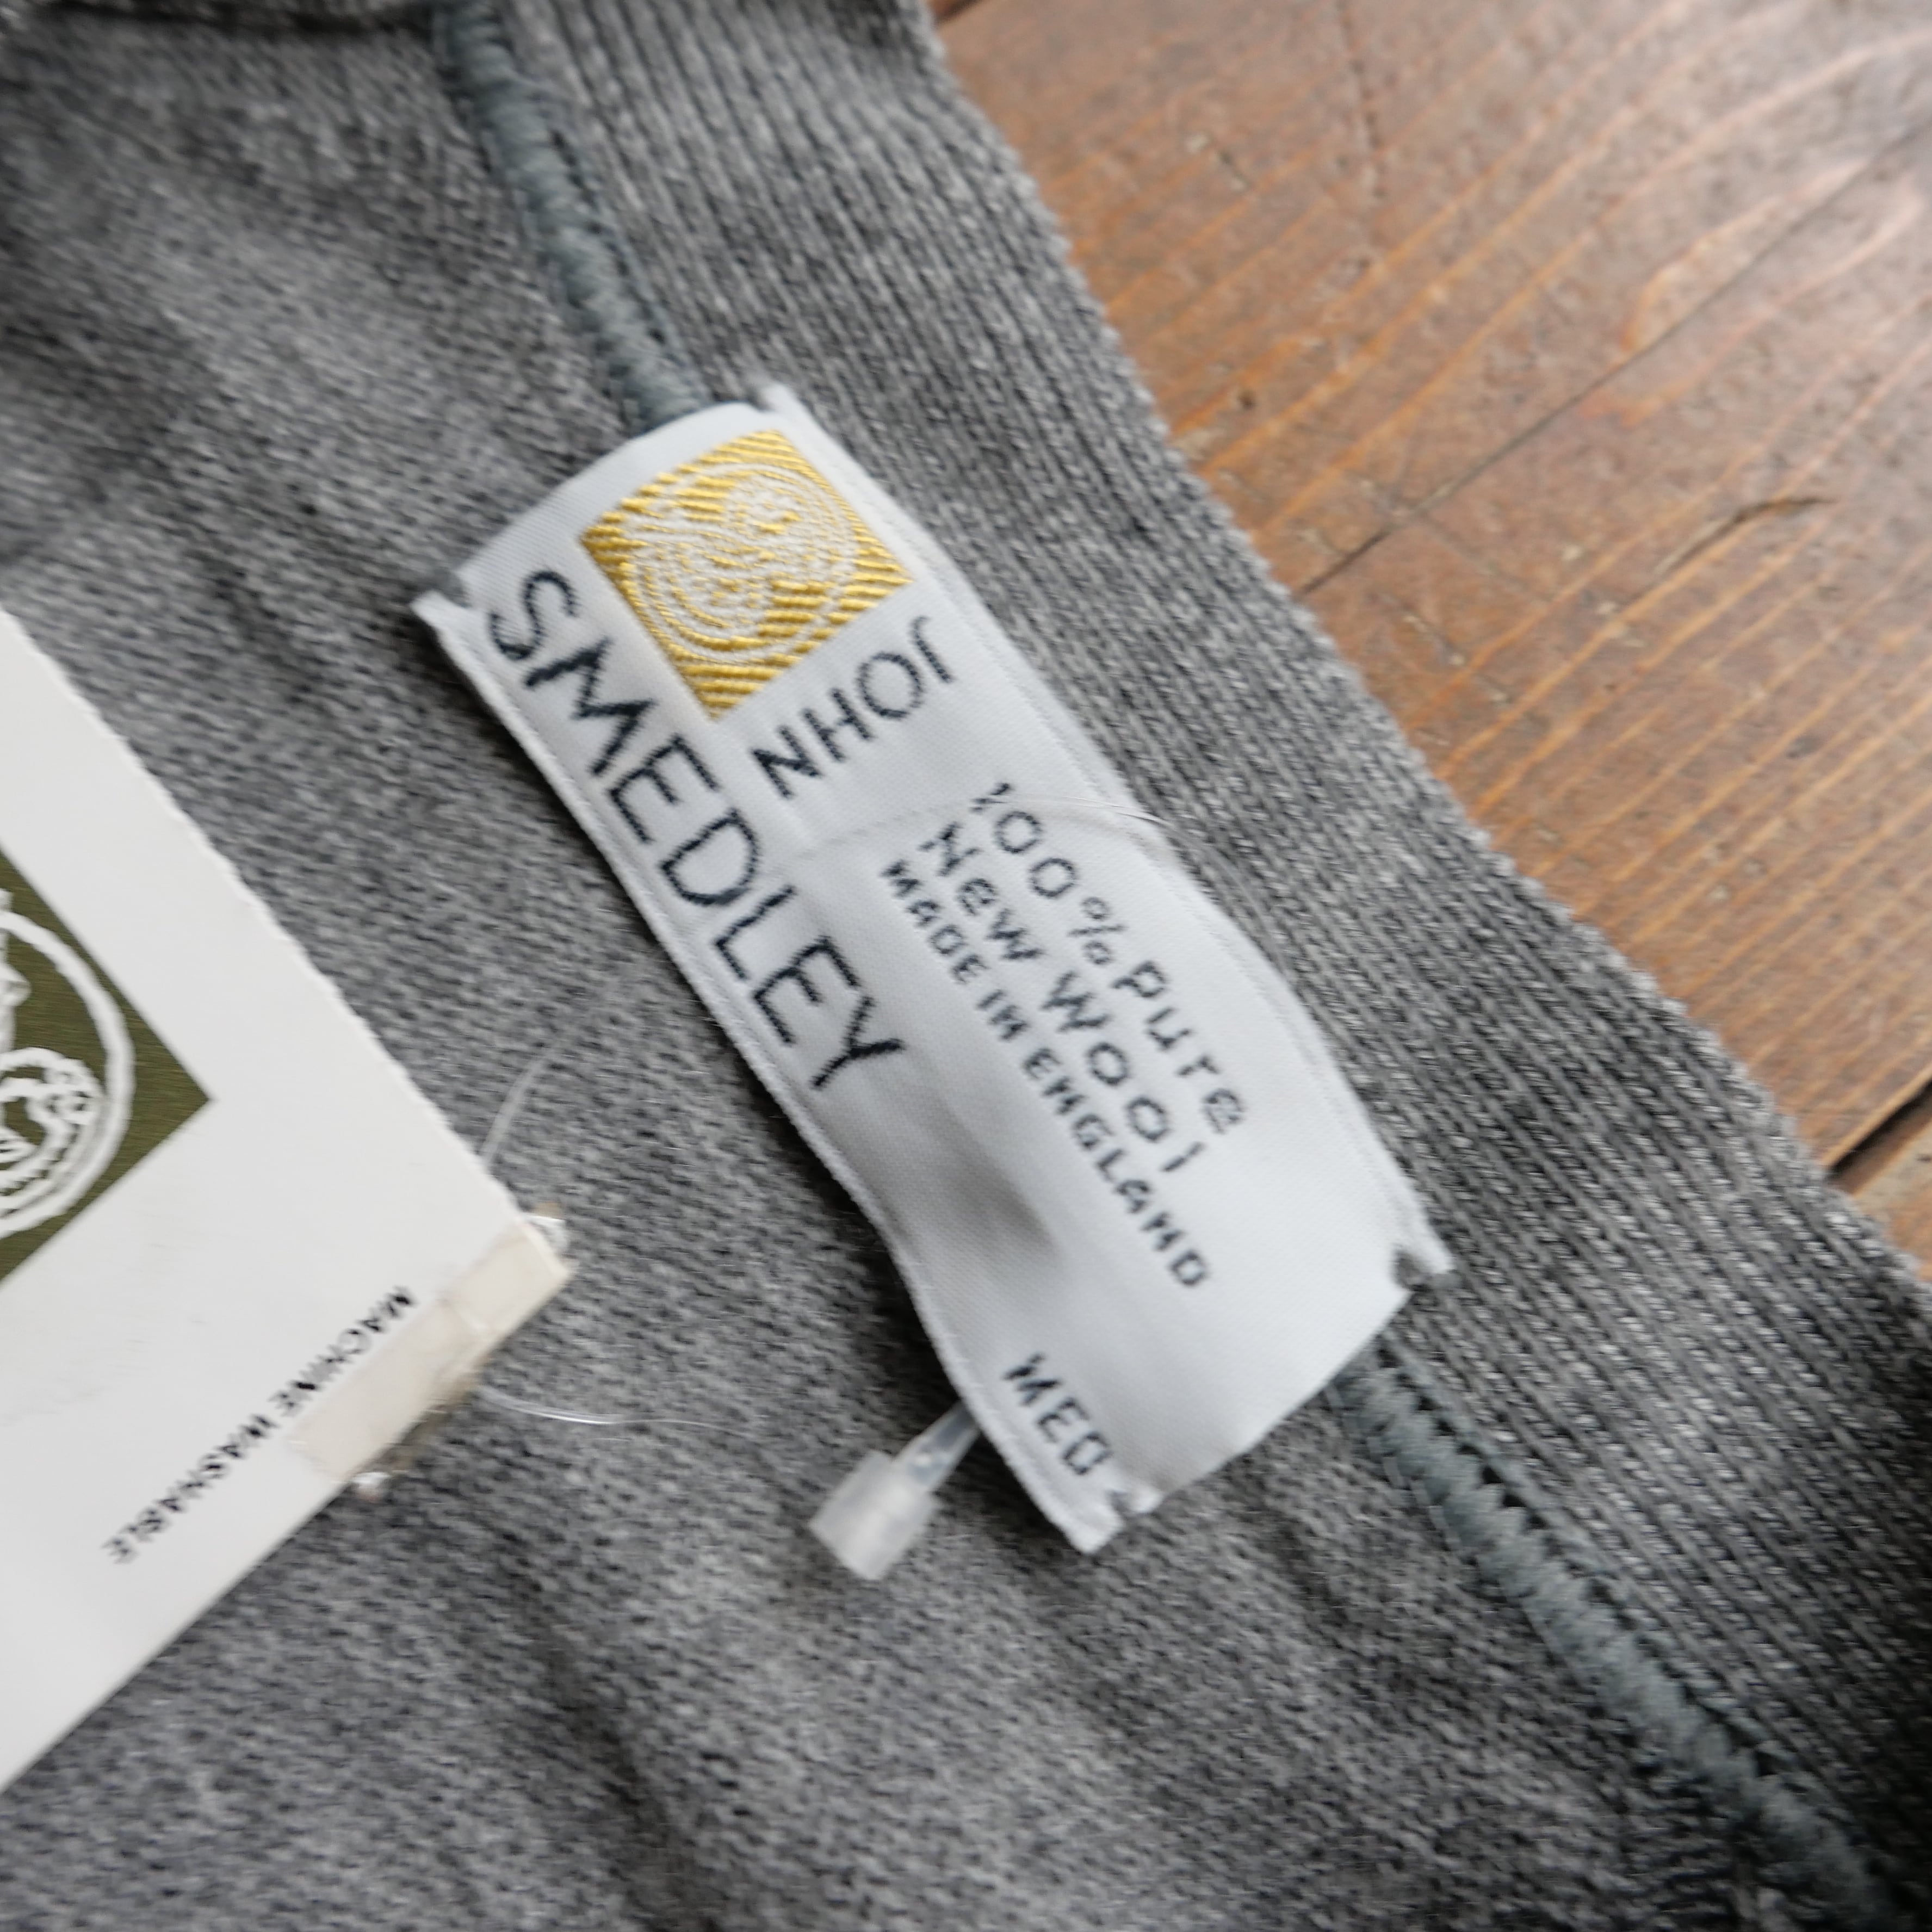 JOHN
SMEDLEY
100% Pure
New Wool
MADE IN ENGLAND
MED
MACHINE WASHABLE